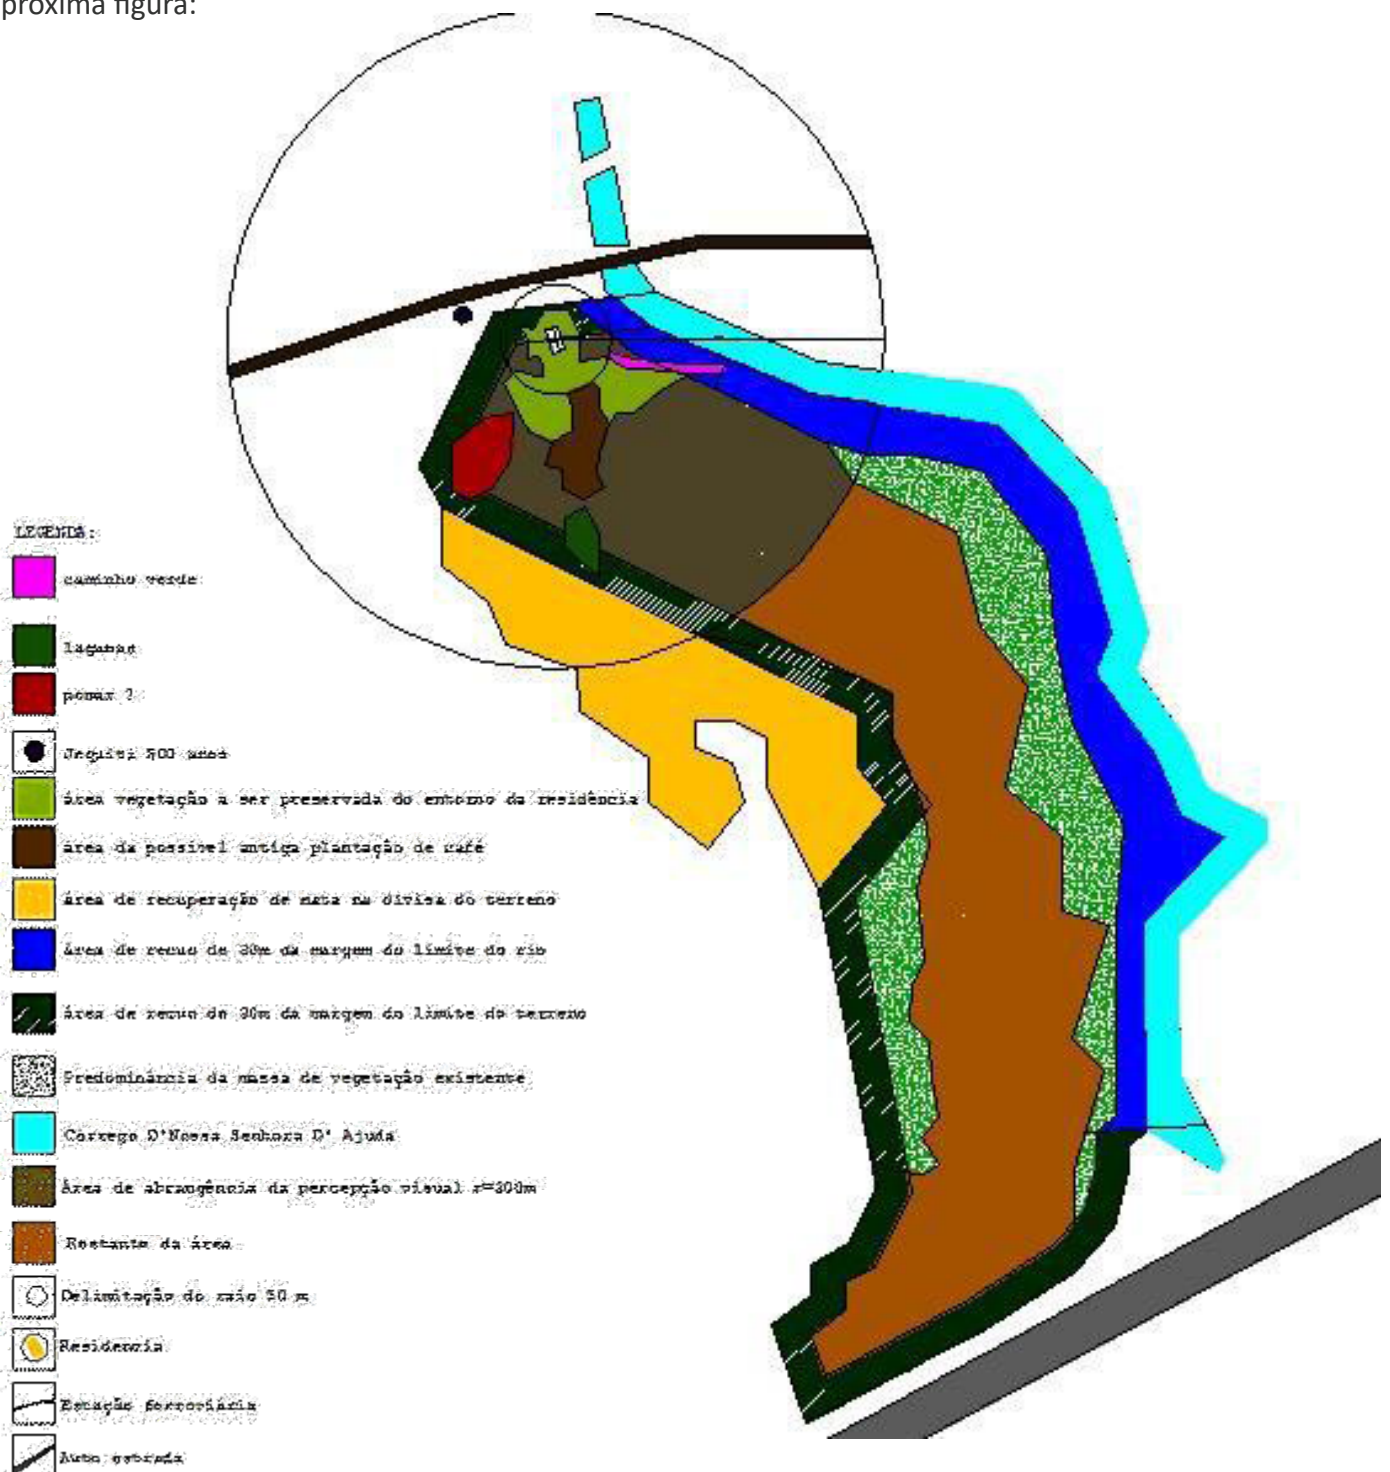 próxima figura:
LEGENDA:
caminho verde
lagunas
pomar ?
Jequiti 500 anos
área vegetação a ser preservada do entorno da residência
área da possível antiga plantação de café
área de recuperação de mata na divisa do terreno
Área de recuo de 30m da margem do limite do rio
Área de recuo de 30m da margem do limite do terreno
Predominância da massa de vegetação existente
Córrego D'Nossa Senhora D' Ajuda
Área de abrangência da percepção visual r=300m
Restante da área
Delimitação do raio 50 m
Residencia
Estação ferroviária
Auto estrada